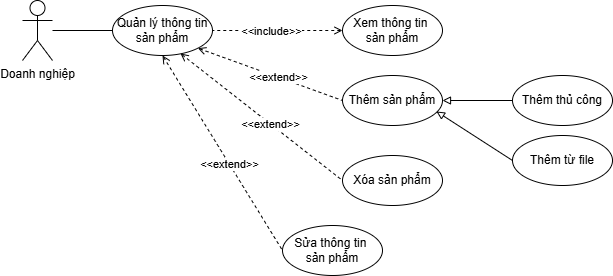 Quản lý thông tin
sản phẩm
<<include>>
Xem thông tin
sản phẩm
Doanh nghiệp
<<extend>>
Thêm sản phẩm
Thêm thủ công
<<extend>>
Thêm từ file
<<extend>>
Xóa sản phẩm
Sửa thông tin
sản phẩm